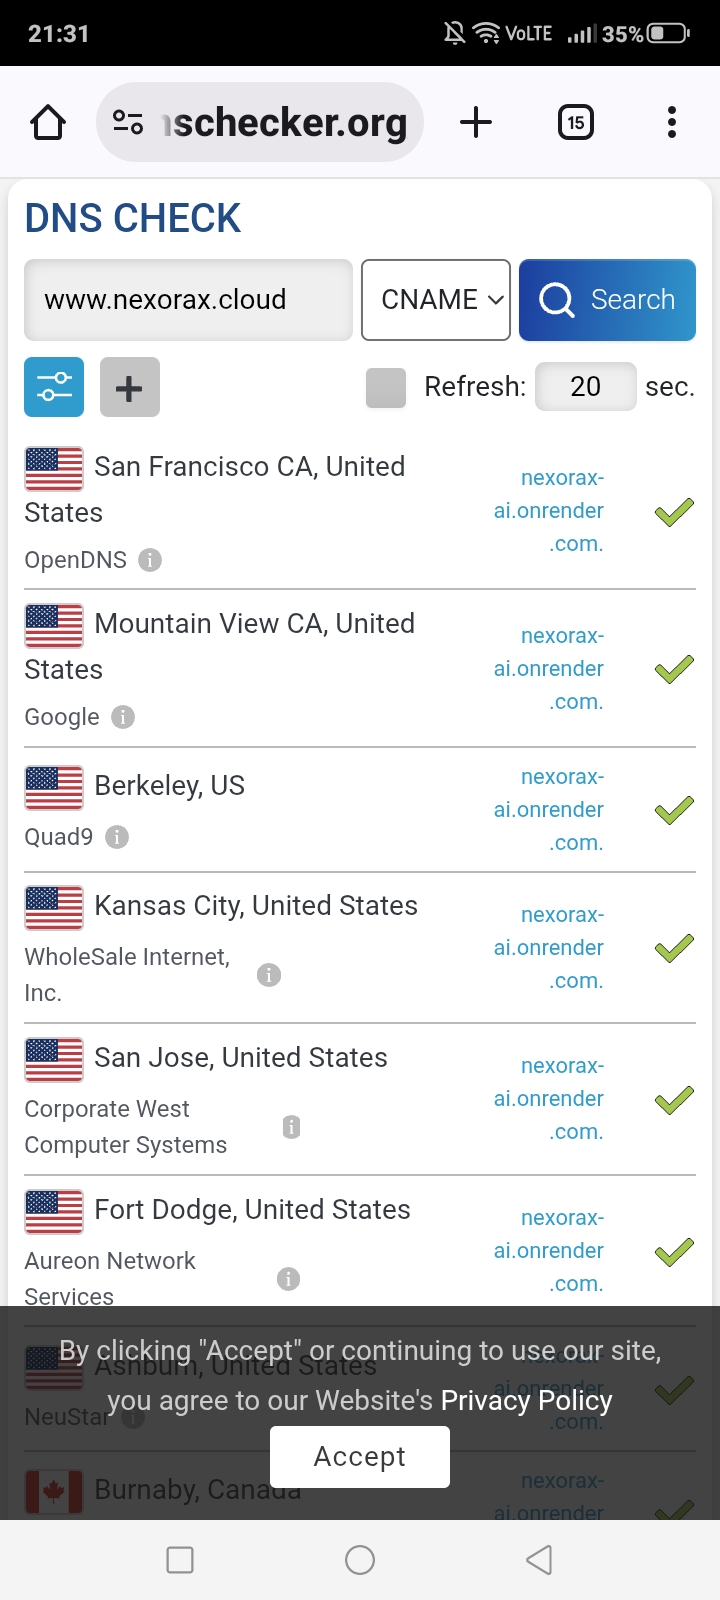 21:31
VoLTE
35%
schecker.org
15
DNS CHECK
www.nexorax.cloud
CNAME
Search
Refresh:
20
sec.
San Francisco CA, United
States
OpenDNS
nexorax-
ai.onrender
.com.
Mountain View CA, United
States
Google
nexorax-
ai.onrender
.com.
Berkeley, US
Quad9
nexorax-
ai.onrender
.com.
Kansas City, United States
WholeSale Internet,
Inc.
nexorax-
ai.onrender
.com.
San Jose, United States
Corporate West
Computer Systems
nexorax-
ai.onrender
.com.
Fort Dodge, United States
Aureon Network
Services
nexorax-
ai.onrender
.com.
Ashburn, United States
NeuStar
nexorax-
ai.onrender
.com.
By clicking "Accept" or continuing to use our site,
you agree to our Website's Privacy Policy
Accept
Burnaby, Canada
nexorax-
ai.onrender